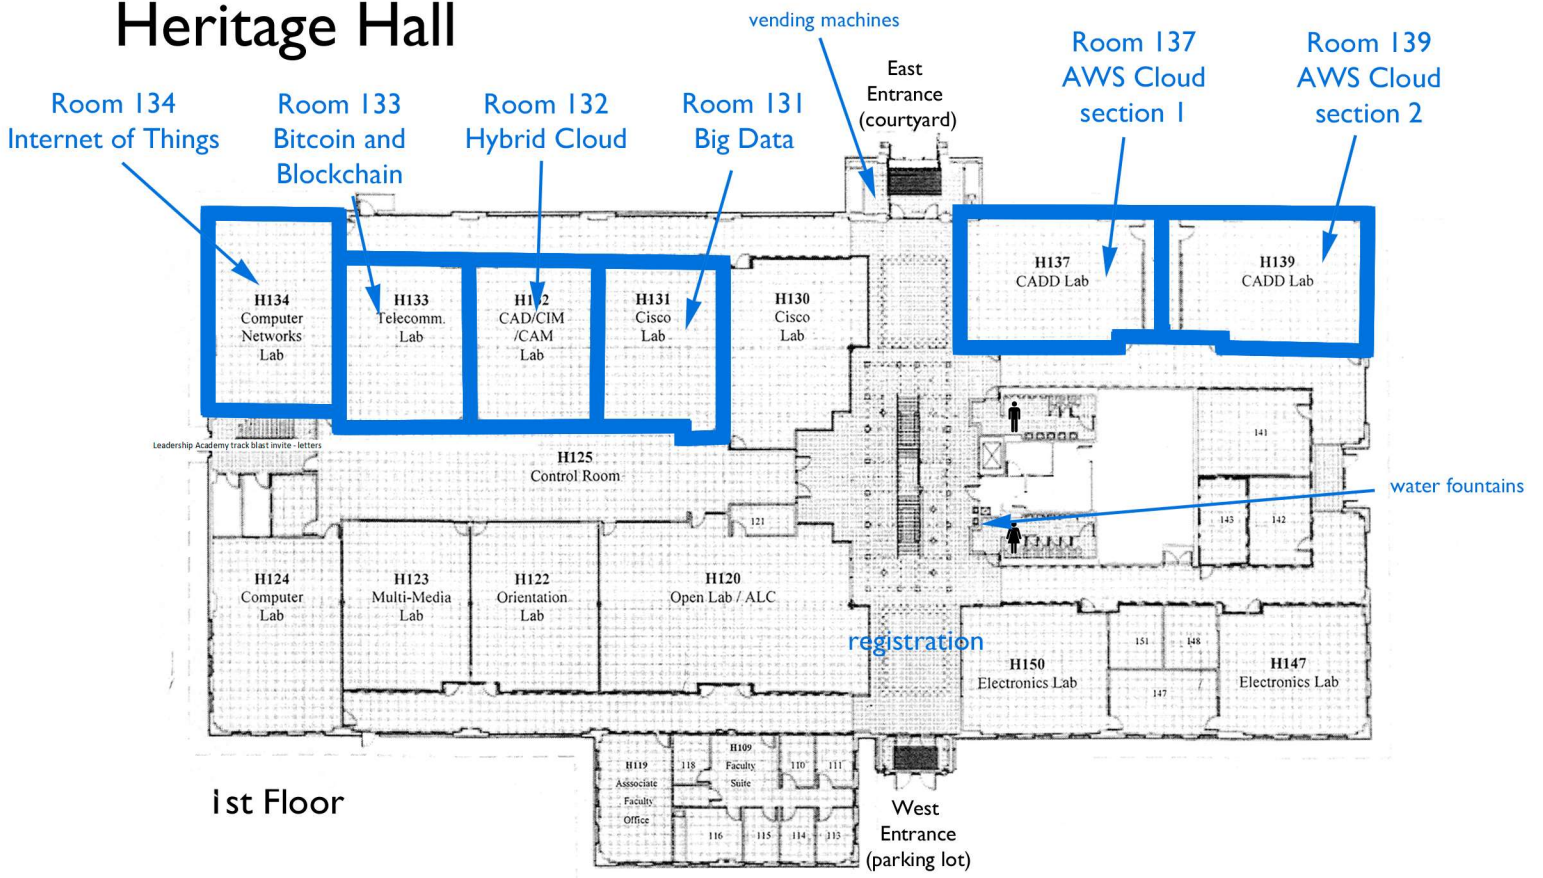 Heritage Hall
vending machines
East
Entrance
(courtyard)
Room 137
AWS Cloud
section 1
Room 139
AWS Cloud
section 2
Room 134
Internet of Things
Room 133
Bitcoin and
Blockchain
Room 132
Hybrid Cloud
Room 131
Big Data
H134
Computer
Networks
Lab
H133
Telecomm.
Lab
H132
CAD/CIM
/CAM
Lab
H131
Cisco
Lab
H130
Cisco
Lab
H137
CADD Lab
H139
CADD Lab
Leadership Academy track blast invite - letters
H125
Control Room
141
water fountains
121
143
142
H124
Computer
Lab
H123
Multi-Media
Lab
H122
Orientation
Lab
H120
Open Lab / ALC
registration
H150
Electronics Lab
151
148
147
H147
Electronics Lab
H119
Asssociate
Faculty
Office
118
H109
Faculty
Suite
110
111
116
115
114
113
1st Floor
West
Entrance
(parking lot)